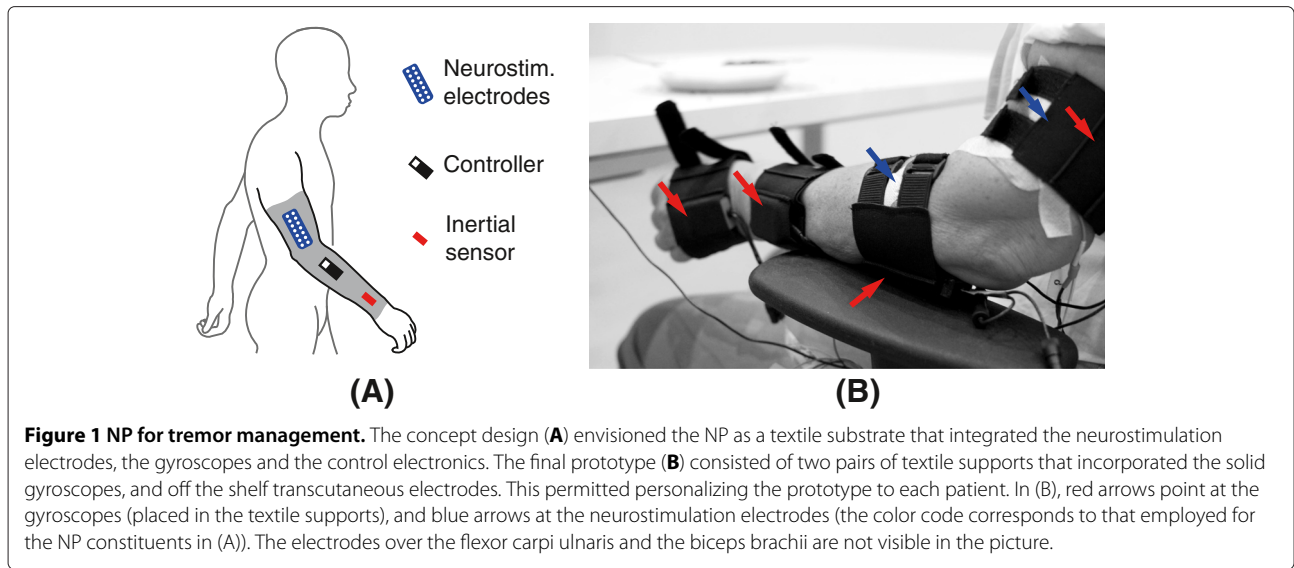 Neurostim.
electrodes
Controller
Inertial
sensor
(A)
(B)
Figure 1 NP for tremor management. The concept design (A) envisioned the NP as a textile substrate that integrated the neurostimulation
electrodes, the gyroscopes and the control electronics. The final prototype (B) consisted of two pairs of textile supports that incorporated the solid
gyroscopes, and off the shelf transcutaneous electrodes. This permitted personalizing the prototype to each patient. In (B), red arrows point at the
gyroscopes (placed in the textile supports), and blue arrows at the neurostimulation electrodes (the color code corresponds to that employed for
the NP constituents in (A)). The electrodes over the flexor carpi ulnaris and the biceps brachii are not visible in the picture.